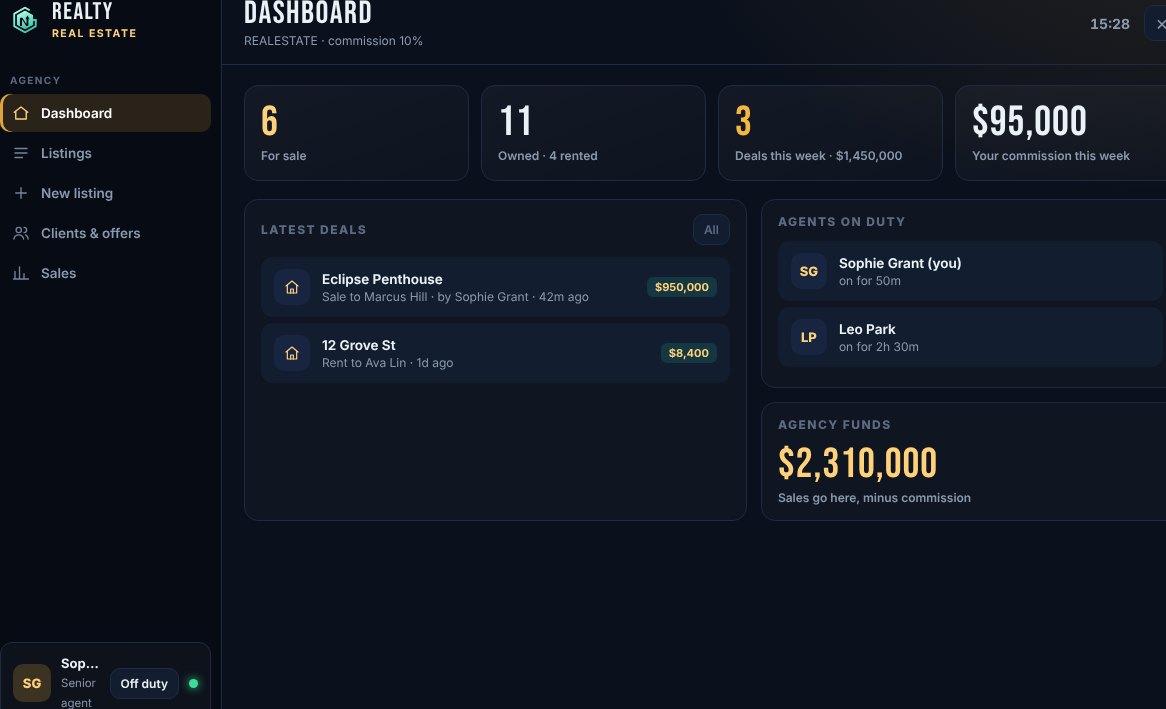 REALTY
REAL ESTATE
AGENCY
Dashboard
Listings
New listing
Clients & offers
Sales
SG
Sop...
Senior
agent
Off duty
DASHBOARD
REALESTATE · commission 10%
15:28
6
For sale
11
Owned · 4 rented
3
Deals this week · $1,450,000
$95,000
Your commission this week
LATEST DEALS
All
Eclipse Penthouse
Sale to Marcus Hill · by Sophie Grant · 42m ago
$950,000
12 Grove St
Rent to Ava Lin · 1d ago
$8,400
AGENTS ON DUTY
SG
Sophie Grant (you)
on for 50m
LP
Leo Park
on for 2h 30m
AGENCY FUNDS
$2,310,000
Sales go here, minus commission